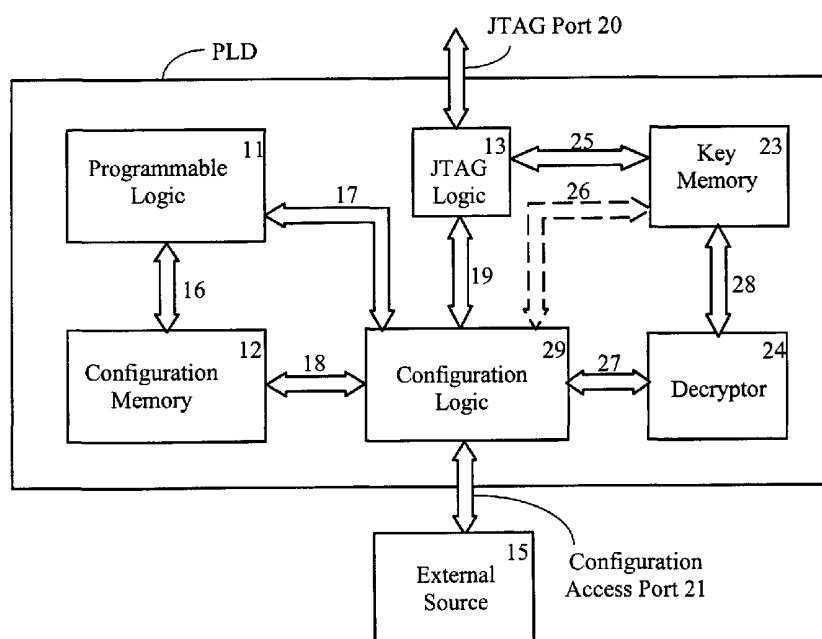 JTAG Port 20
PLD
11
Programmable
Logic
13
JTAG
Logic
25
23
Key
Memory
17
26
16
19
28
12
Configuration
Memory
18
29
Configuration
Logic
27
24
Decryptor
15
External
Source
Configuration
Access Port 21